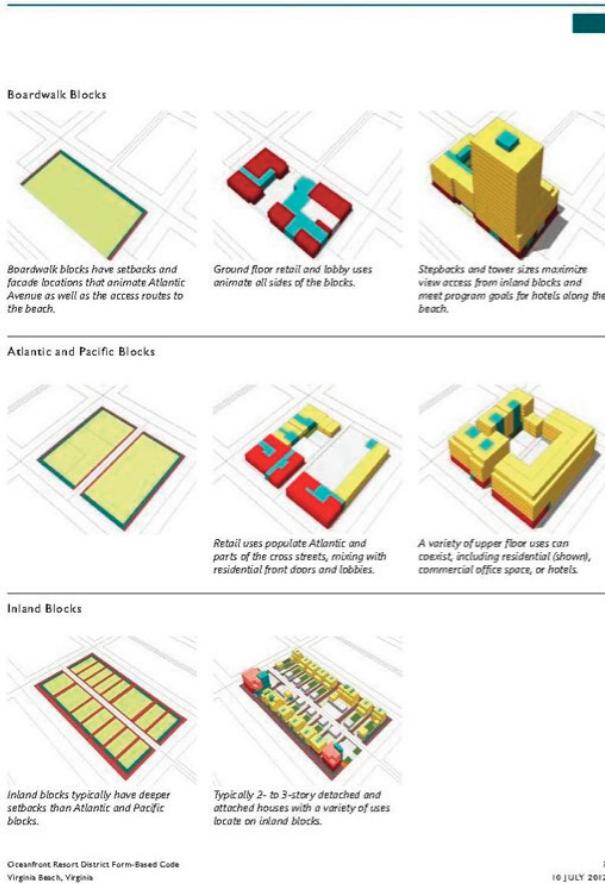 Boardwalk Blocks
Boardwalk blocks have setbacks and
facade locations that animate Atlantic
Avenue as well as the access routes to
the beach.
Ground floor retail and lobby uses
animate all sides of the blocks.
Stepbacks and tower sizes maximize
view access from inland blocks and
meet program goals for hotels along the
beach.
Atlantic and Pacific Blocks
Retail uses populate Atlantic and
parts of the cross streets, mixing with
residential front doors and lobbies.
A variety of upper floor uses can
coexist, including residential (shown),
commercial office space, or hotels.
Inland Blocks
Inland blocks typically have deeper
setbacks than Atlantic and Pacific
blocks.
Typically 2- to 3-story detached and
attached houses with a variety of uses
locate on inland blocks.
Oceanfront Resort District Form-Based Code
Virginia Beach, Virginia
10 JULY 2012